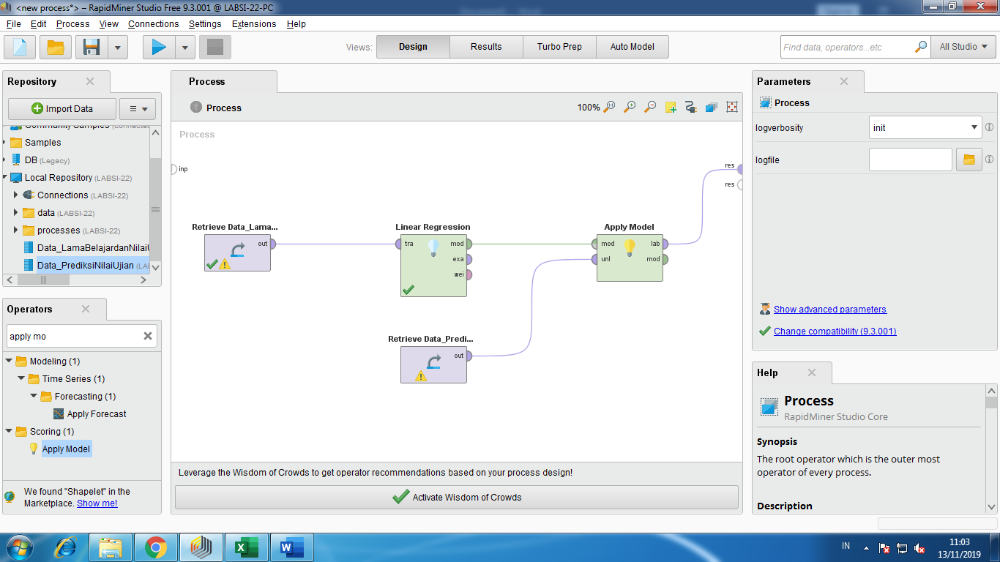 <new process*> – RapidMiner Studio Free 9.3.001 @ LABSI-22-PC
File Edit Process View Connections Settings Extensions Help
Views: Design Results Turbo Prep Auto Model
Find data, operators...etc
All Studio
Repository
Import Data
Community Samples (connected
Samples
DB (Legacy)
Local Repository (LABSI-22)
Connections (LABSI-22)
data (LABSI-22)
processes (LABSI-22)
Data_LamaBelajardanNilaiU
Data_PrediksiNilaiUjian (LA
Operators
apply mo
Modeling (1)
Time Series (1)
Forecasting (1)
Apply Forecast
Scoring (1)
Apply Model
We found "Shapelet" in the
Marketplace. Show me!
Process
Process
100%
Process
inp
res
res
Retrieve Data_Lama...
out
Linear Regression
tra mod
exa
wei
Apply Model
mod lab
unl mod
Retrieve Data_Predi...
out
Leverage the Wisdom of Crowds to get operator recommendations based on your process design!
Activate Wisdom of Crowds
Parameters
Process
logverbosity
init
logfile
Show advanced parameters
Change compatibility (9.3.001)
Help
Process
RapidMiner Studio Core
Synopsis
The root operator which is the outer most
operator of every process.
Description
IN
11:03
13/11/2019